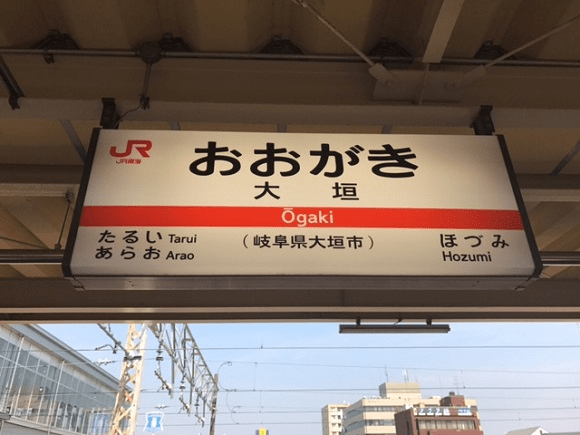 JR
JR東海
おおがき
大垣
Ōgaki
たるい Tarui
あらお Arao
(岐阜県大垣市)
ほづみ
Hozumi